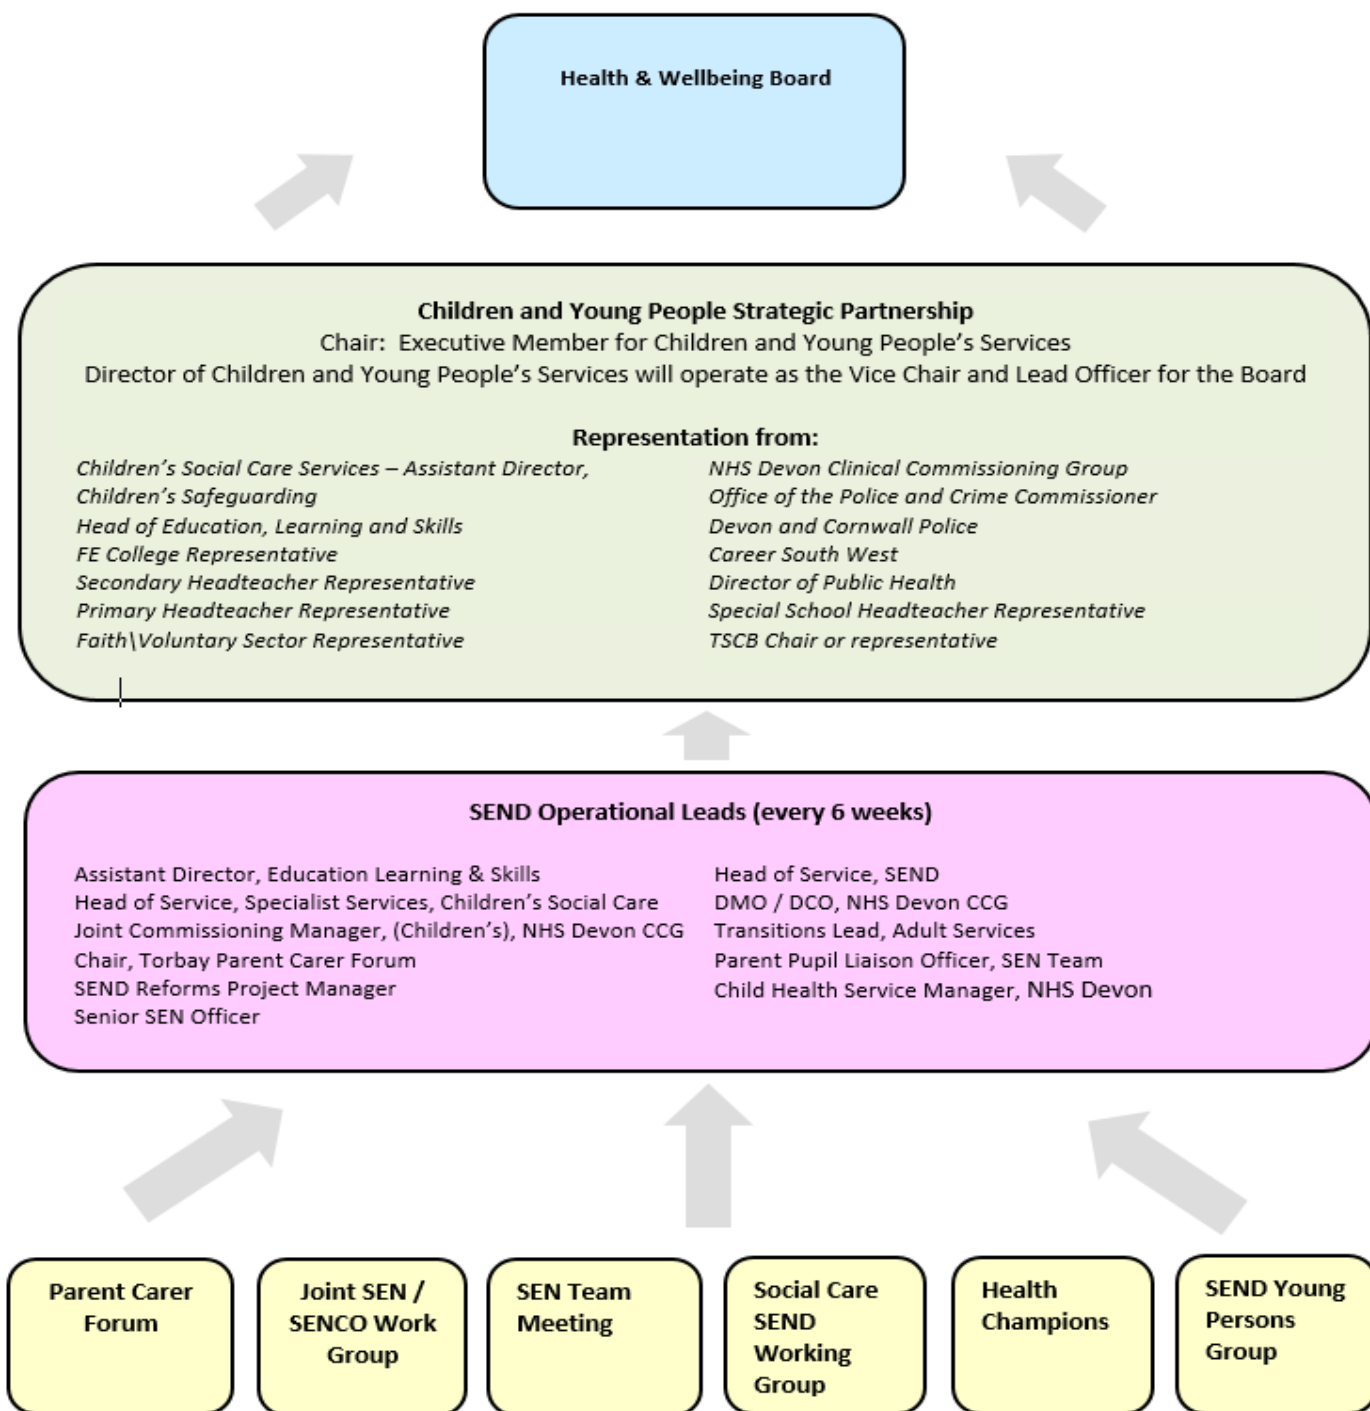 Health & Wellbeing Board
Children and Young People Strategic Partnership
Chair:  Executive Member for Children and Young People’s Services
Director of Children and Young People’s Services will operate as the Vice Chair and Lead Officer for the Board
Representation from:
Children’s Social Care Services – Assistant Director,
Children’s Safeguarding
Head of Education, Learning and Skills
FE College Representative
Secondary Headteacher Representative
Primary Headteacher Representative
Faith\Voluntary Sector Representative
NHS Devon Clinical Commissioning Group
Office of the Police and Crime Commissioner
Devon and Cornwall Police
Career South West
Director of Public Health
Special School Headteacher Representative
TSCB Chair or representative
SEND Operational Leads (every 6 weeks)
Assistant Director, Education Learning & Skills
Head of Service, Specialist Services, Children’s Social Care
Joint Commissioning Manager, (Children’s), NHS Devon CCG
Chair, Torbay Parent Carer Forum
SEND Reforms Project Manager
Senior SEN Officer
Head of Service, SEND
DMO / DCO, NHS Devon CCG
Transitions Lead, Adult Services
Parent Pupil Liaison Officer, SEN Team
Child Health Service Manager, NHS Devon
Parent Carer
Forum
Joint SEN /
SENCO Work
Group
SEN Team
Meeting
Social Care
SEND
Working
Group
Health
Champions
SEND Young
Persons
Group